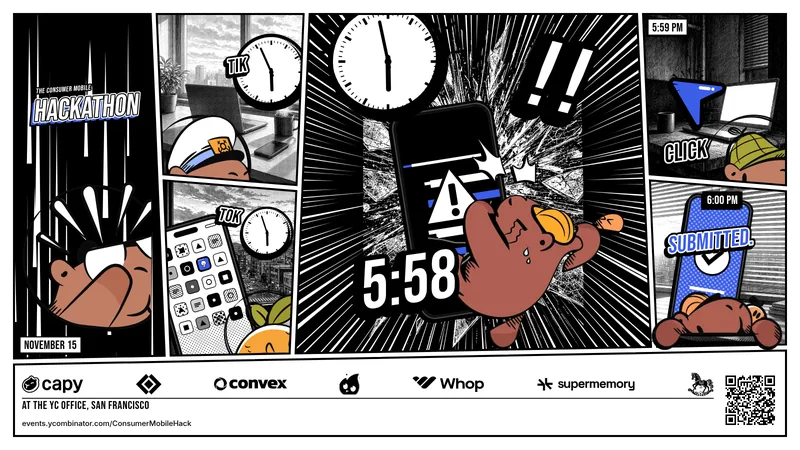 THE CONSUMER MOBILE
HACKATHON
NOVEMBER 15
TIK
TOK
!!
5:58
5:59 PM
CLICK
6:00 PM
SUBMITTED.
capy
convex
Whop
supermemory
AT THE YC OFFICE, SAN FRANCISCO
events.ycombinator.com/ConsumerMobileHack